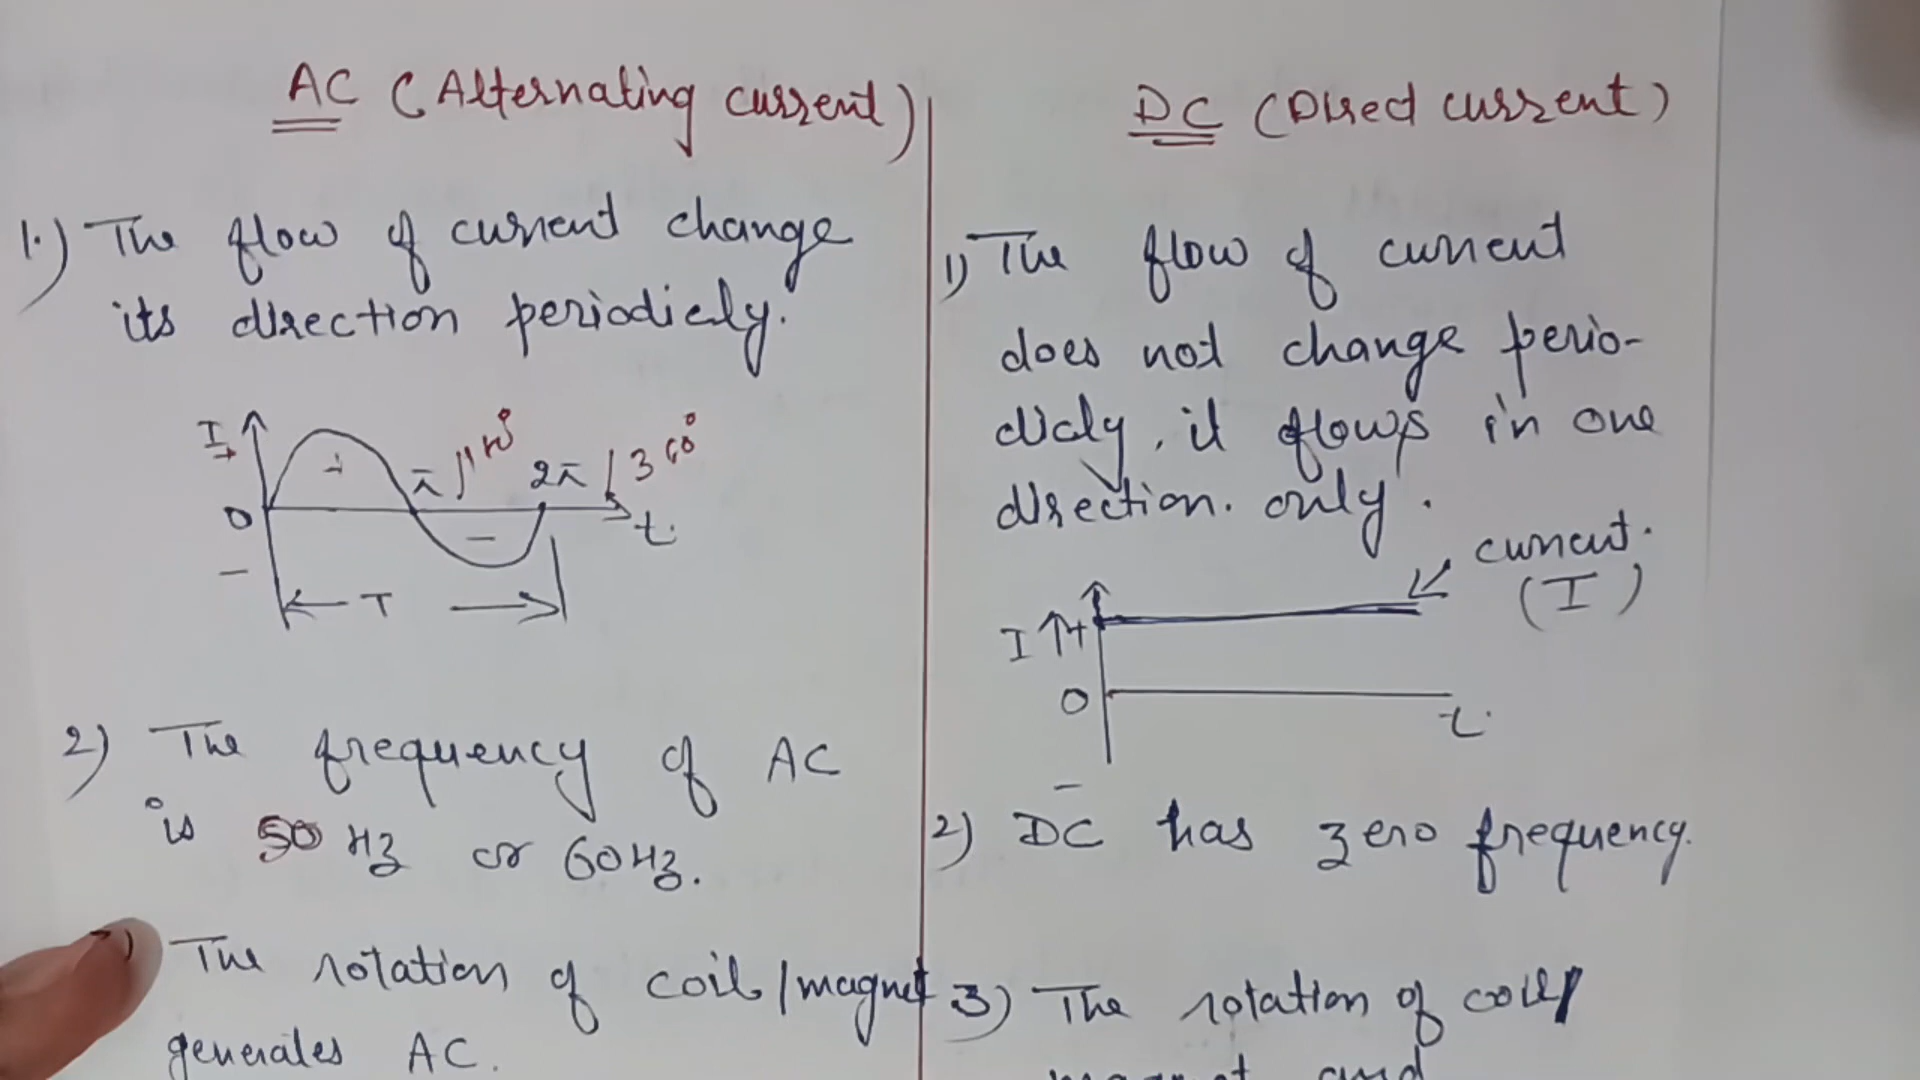 AC (Alternating current)
1.) The flow of current change
its direction periodicly.
I
+
+
π / 180°
2π / 360°
0
−
t.
−
T
2) The frequency of AC
is 50 Hz or 60Hz.
The rotation of coil/magnet
generates AC.
DC (Direct current)
1) The flow of current
does not change perio-
dicly, it flows in one
direction. only.
current.
(I)
I ↑ +
0
t.
−
2) DC has zero frequency.
3) The rotation of coil/
and